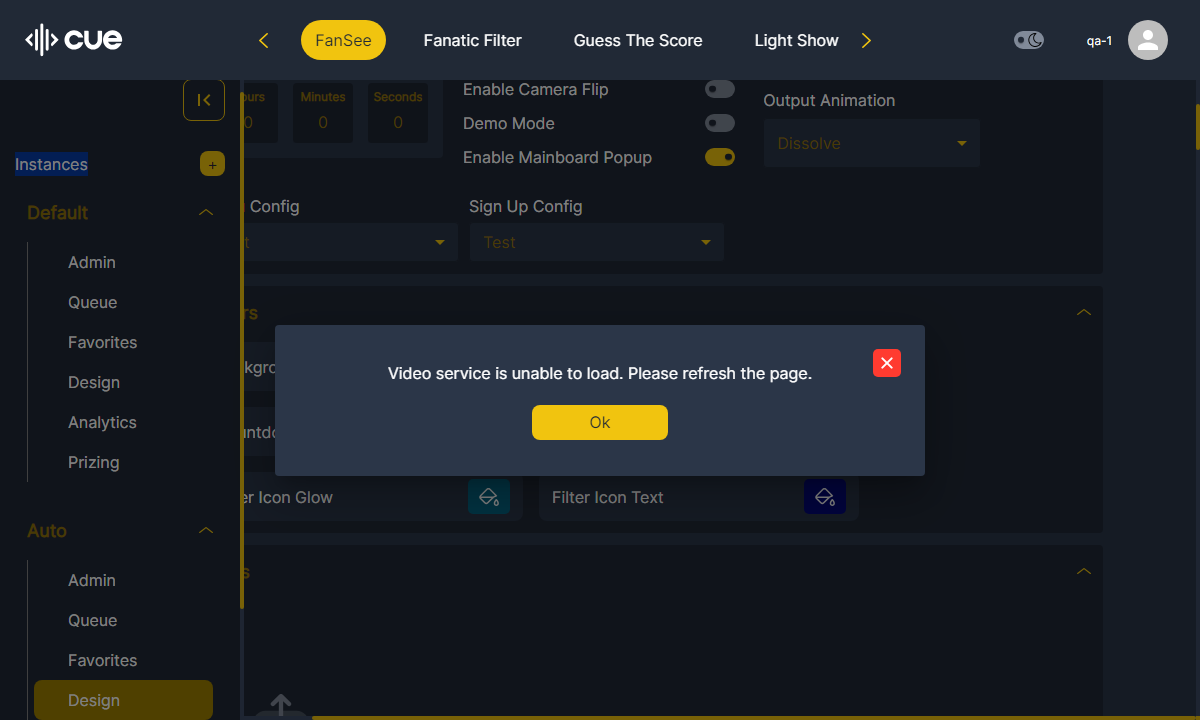 cue
FanSee
Fanatic Filter
Guess The Score
Light Show
qa-1
ours
Minutes
Seconds
0
0
0
Enable Camera Flip
Demo Mode
Enable Mainboard Popup
Output Animation
Dissolve
Instances
+
Default
Admin
Queue
Favorites
Design
Analytics
Prizing
Config
Sign Up Config
Test
Video service is unable to load. Please refresh the page.
Ok
er Icon Glow
Filter Icon Text
Auto
Admin
Queue
Favorites
Design